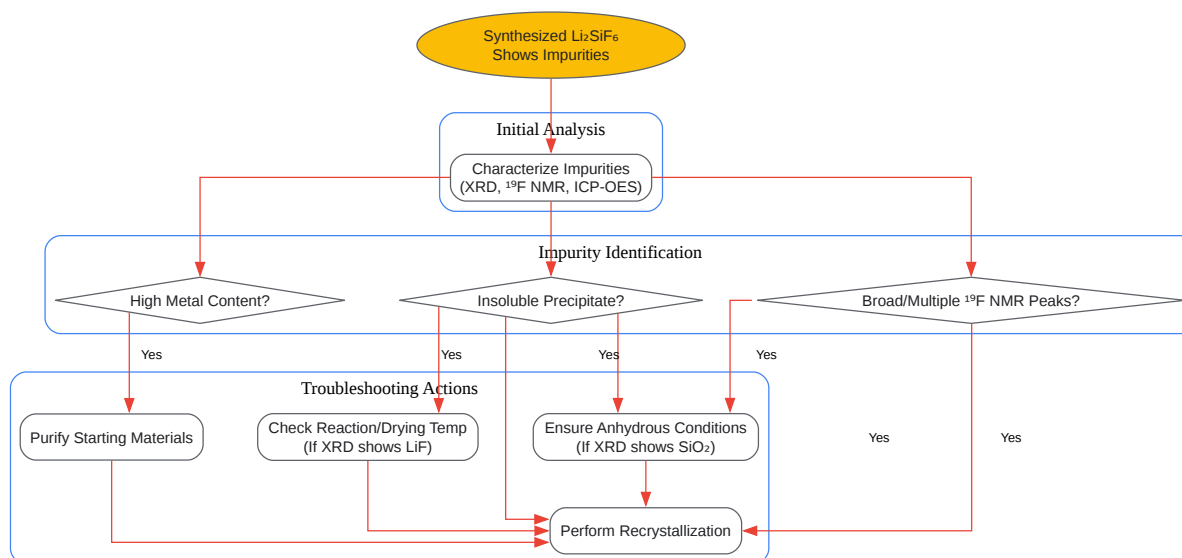 Synthesized Li₂SiF₆
Shows Impurities
Initial Analysis
Characterize Impurities
(XRD, ¹⁹F NMR, ICP-OES)
Impurity Identification
High Metal Content?
Insoluble Precipitate?
Broad/Multiple ¹⁹F NMR Peaks?
Yes
Yes
Yes
Yes
Troubleshooting Actions
Purify Starting Materials
Check Reaction/Drying Temp
(If XRD shows LiF)
Ensure Anhydrous Conditions
(If XRD shows SiO₂)
Yes
Yes
Perform Recrystallization